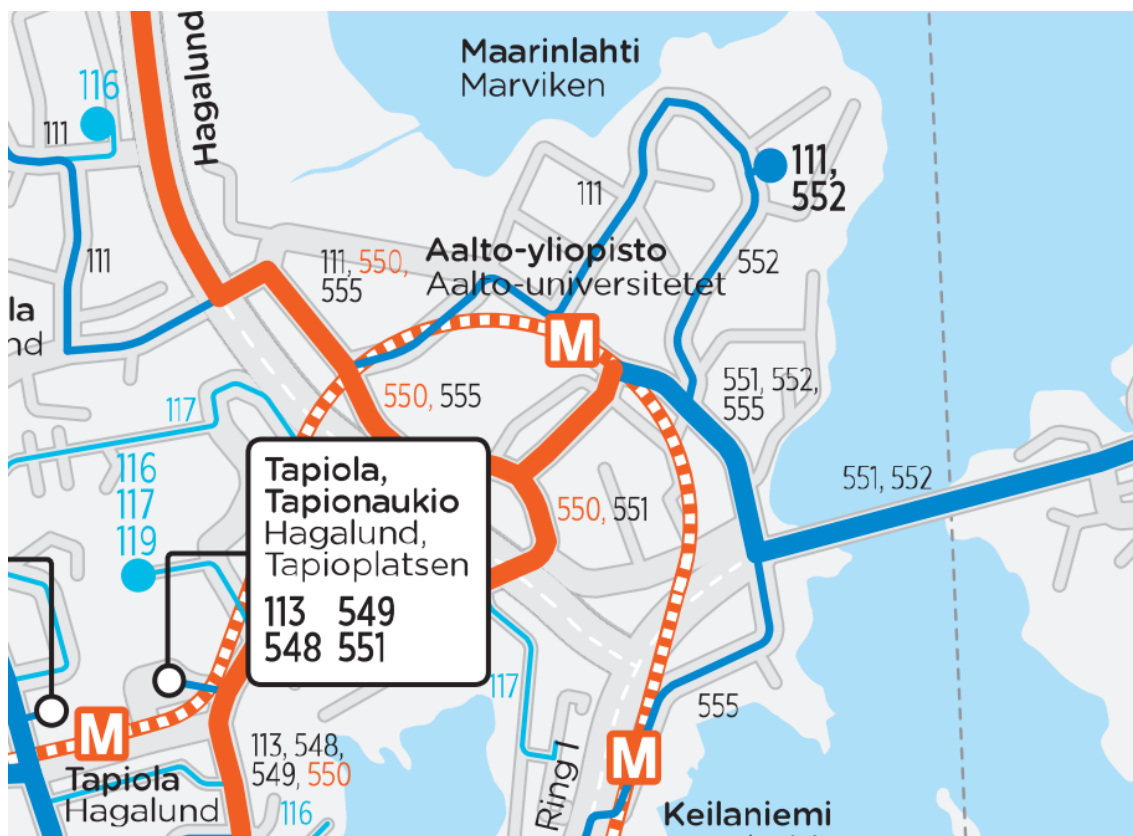 Hagalund
116
111
111
Maarinlahti
Marviken
111
111,
552
552
Aalto-yliopisto
Aalto-universitetet
111, 550,
555
la
nd
M
550, 555
551, 552,
555
117
116
117
119
Tapiola,
Tapionaukio
Hagalund,
Tapioplatsen
113 549
548 551
550, 551
551, 552
117
555
M
Tapiola
Hagalund
113, 548,
549, 550
116
Ring I
M
Keilaniemi